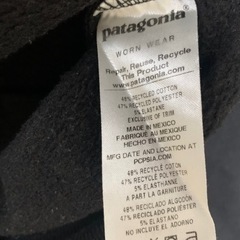 patagonia
WORN WEAR
Repair, Reuse, Recycle
This Product
www.patagonia.com
48% RECYCLED COTTON
47% RECYCLED POLYESTER
5% ELASTANE
EXCLUSIVE OF TRIM
MADE IN MEXICO
FABRIQUÉ AU MEXIQUE
HECHO EN MÉXICO
MFG DATE AND LOCATION AT
PCPSIA.COM
48% RECYCLÉ COTON
47% RECYCLÉ POLYESTER
5% ÉLASTHANNE
À PART LA GARNITURE
48% RECICLADO ALGODÓN
47% RECICLADO POLIÉSTER
5% ELASTANO
NO INCLUYE EL ADORNO